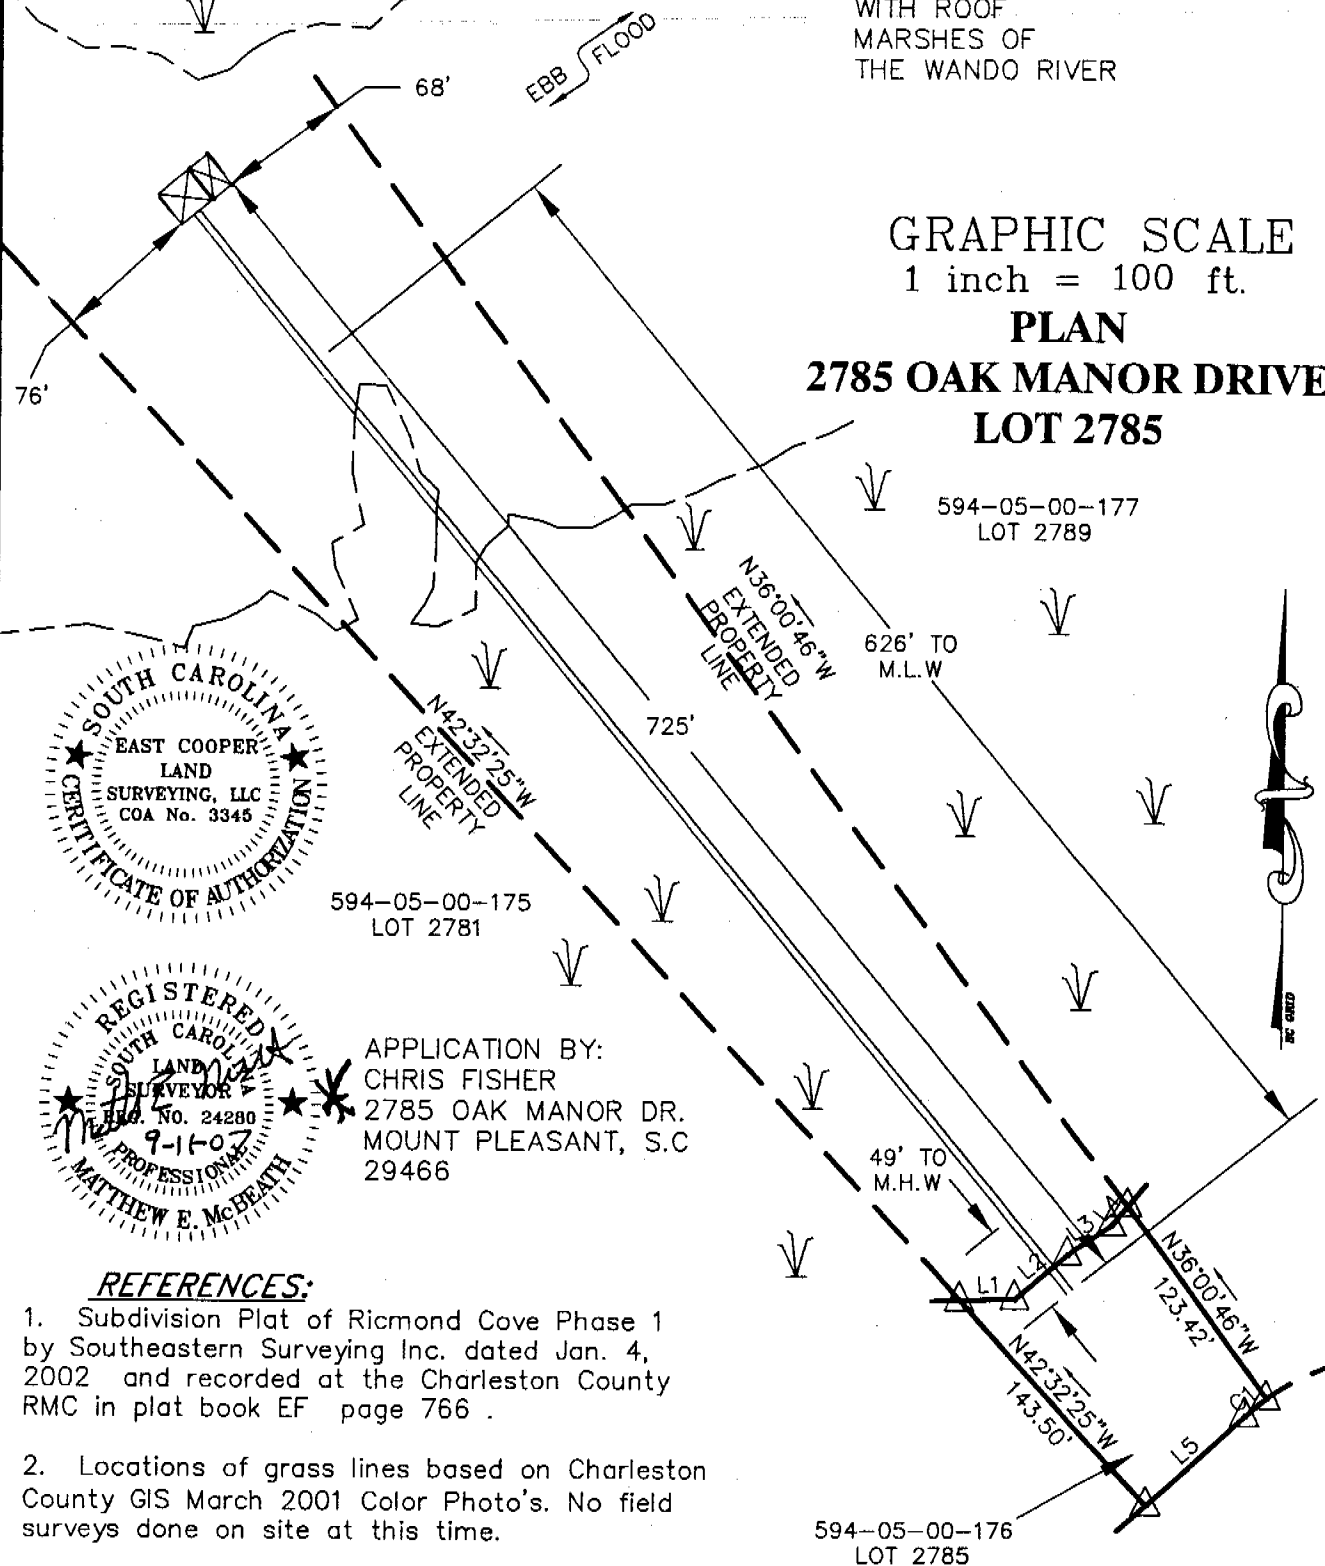 WITH ROOF
MARSHES OF
THE WANDO RIVER
68'
EBB FLOOD
GRAPHIC SCALE
1 inch = 100 ft.
PLAN
2785 OAK MANOR DRIVE
LOT 2785
76'
594-05-00-177
LOT 2789
N36°00'46"W
EXTENDED
PROPERTY
LINE
626' TO
M.L.W
725'
N42°32'25"W
EXTENDED
PROPERTY
LINE
SOUTH CAROLINA
EAST COOPER
LAND
SURVEYING, LLC
COA No. 3345
CERITIFICATE OF AUTHORIZATION
594-05-00-175
LOT 2781
REGISTERED
SOUTH CAROLINA
LAND
SURVEYOR
REG. NO. 24280
9-11-07
PROFESSIONAL
MATTHEW E. McBEATH
APPLICATION BY:
CHRIS FISHER
2785 OAK MANOR DR.
MOUNT PLEASANT, S.C
29466
49' TO
M.H.W
L1
L2
L3
N36°00'46"W
123.42'
N42°32'25"W
143.50'
C1
L5
594-05-00-176
LOT 2785
REFERENCES:
1. Subdivision Plat of Ricmond Cove Phase 1
by Southeastern Surveying Inc. dated Jan. 4,
2002 and recorded at the Charleston County
RMC in plat book EF page 766 .
2. Locations of grass lines based on Charleston
County GIS March 2001 Color Photo's. No field
surveys done on site at this time.